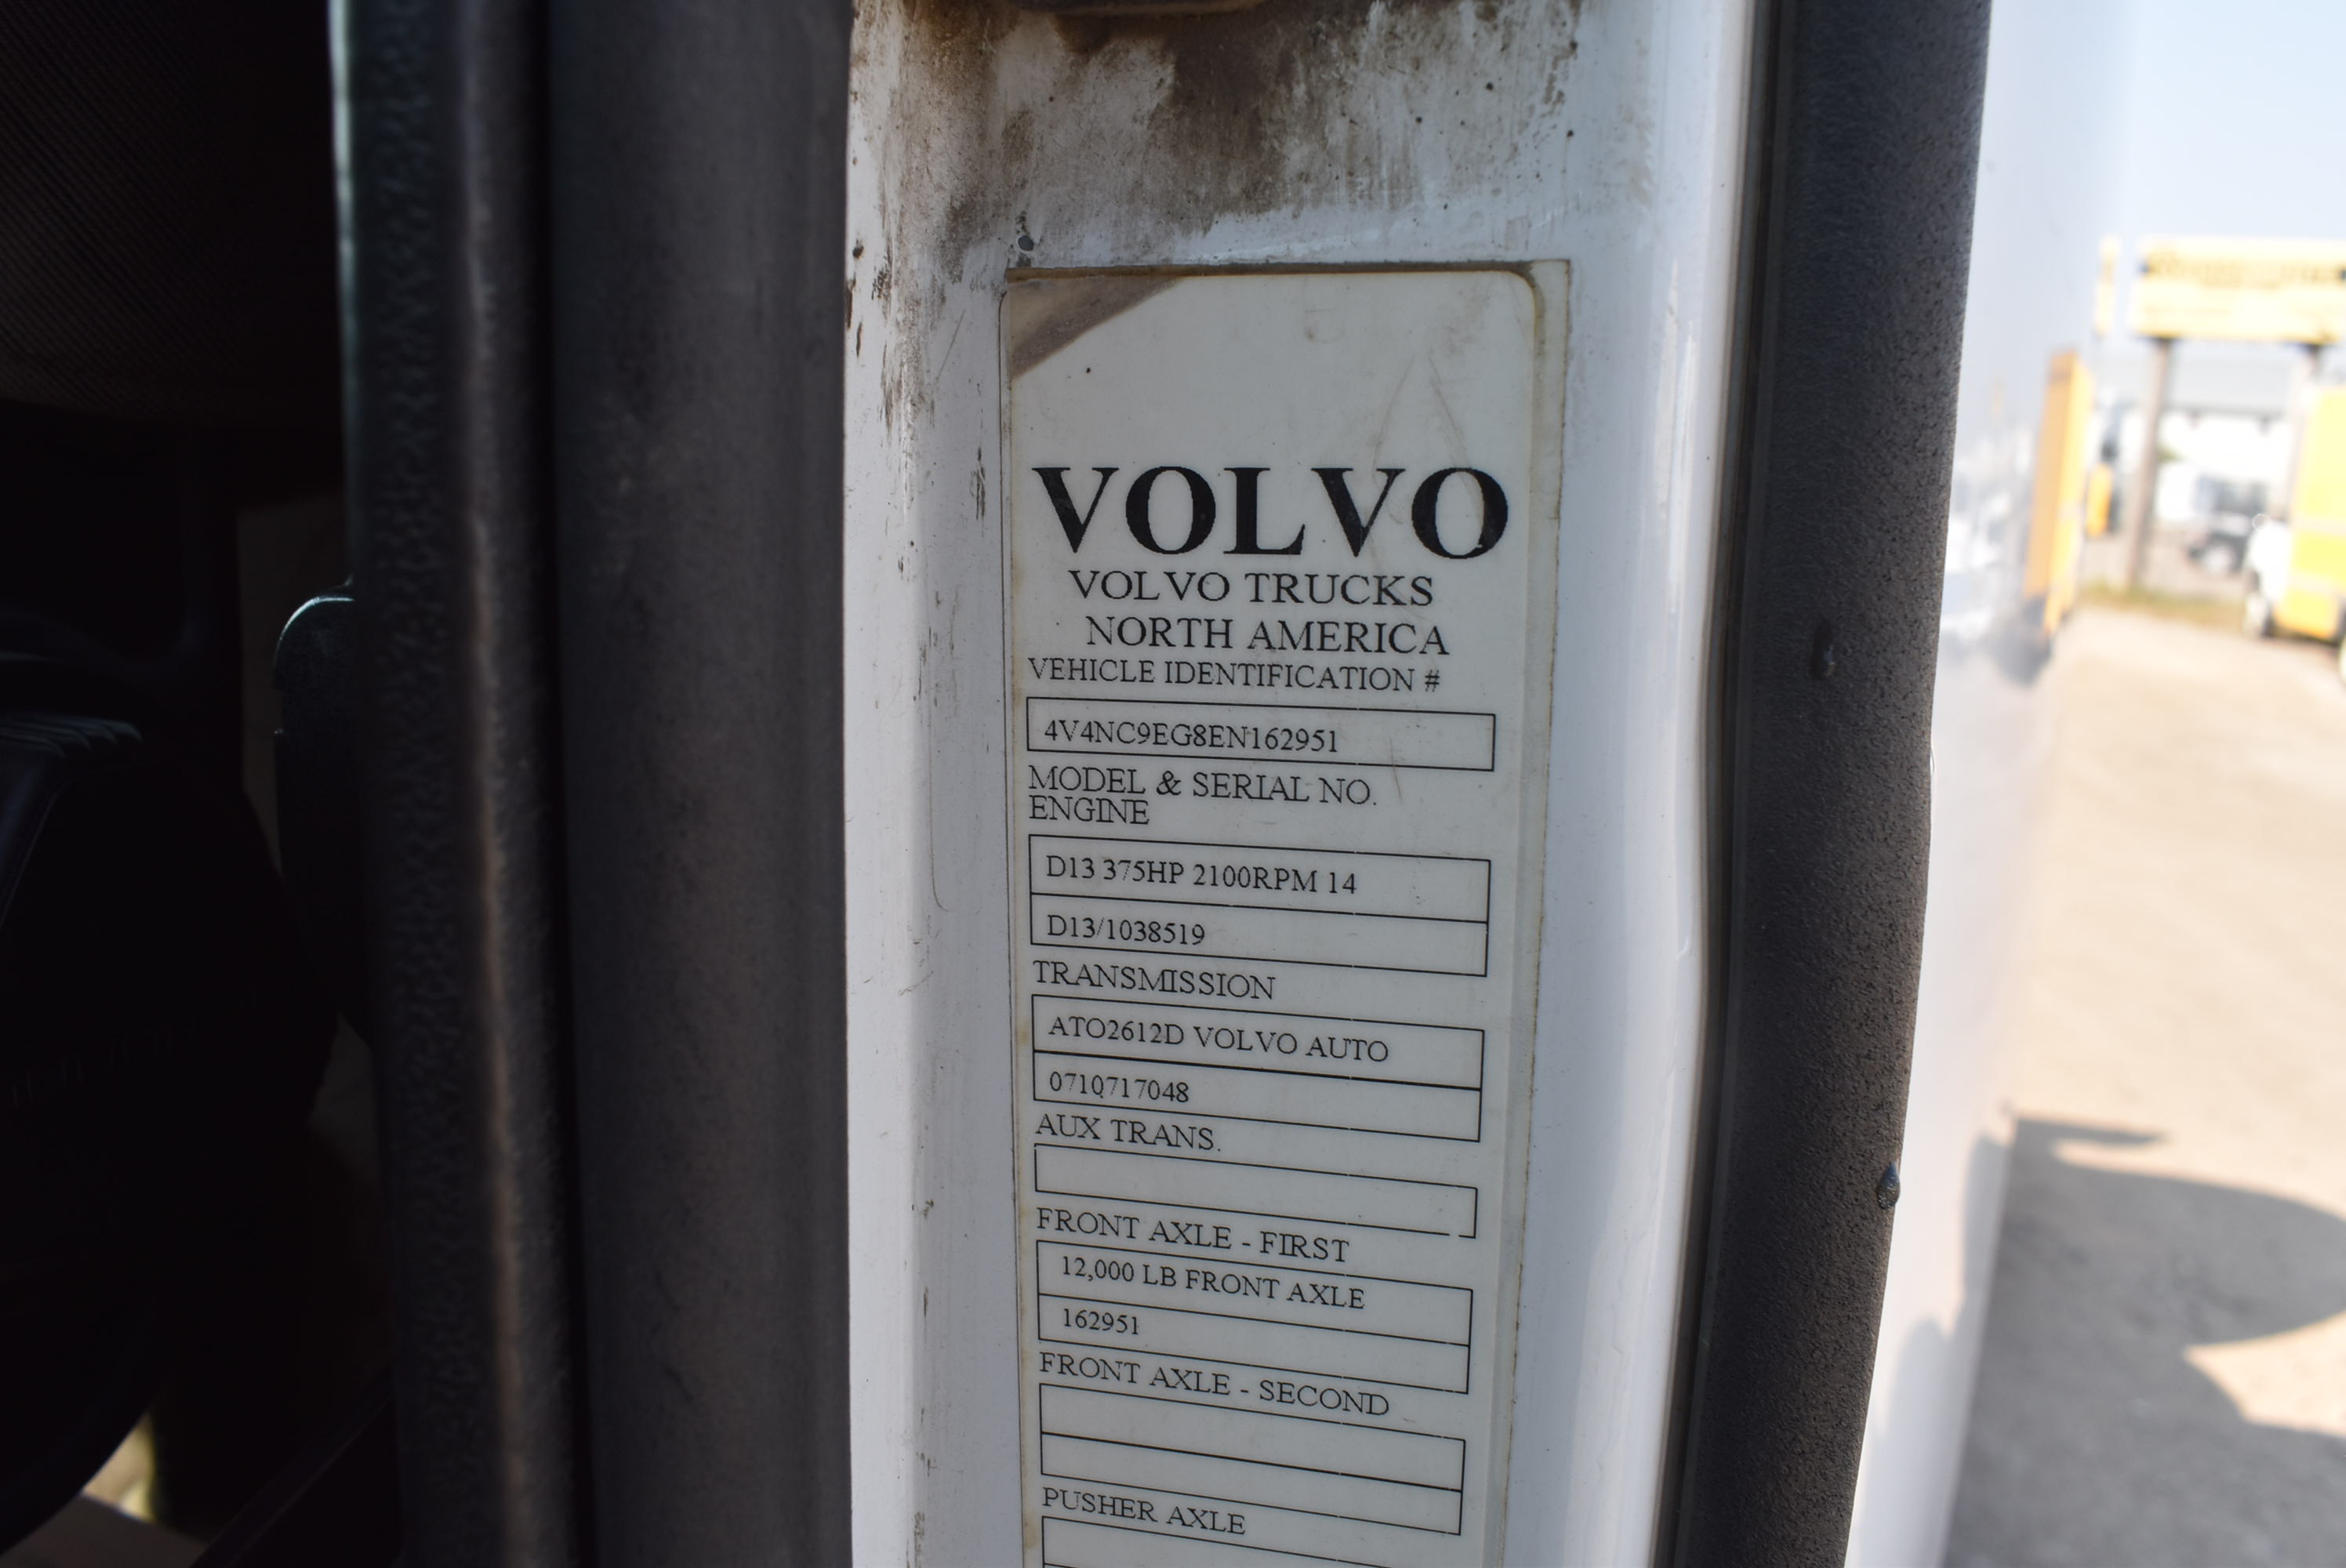 VOLVO
VOLVO TRUCKS
NORTH AMERICA
VEHICLE IDENTIFICATION #
4V4NC9EG8EN162951
MODEL & SERIAL NO.
ENGINE
D13 375HP 2100RPM 14
D13/1038519
TRANSMISSION
ATO2612D VOLVO AUTO
0710717048
AUX TRANS.
FRONT AXLE - FIRST
12,000 LB FRONT AXLE
162951
FRONT AXLE - SECOND
PUSHER AXLE